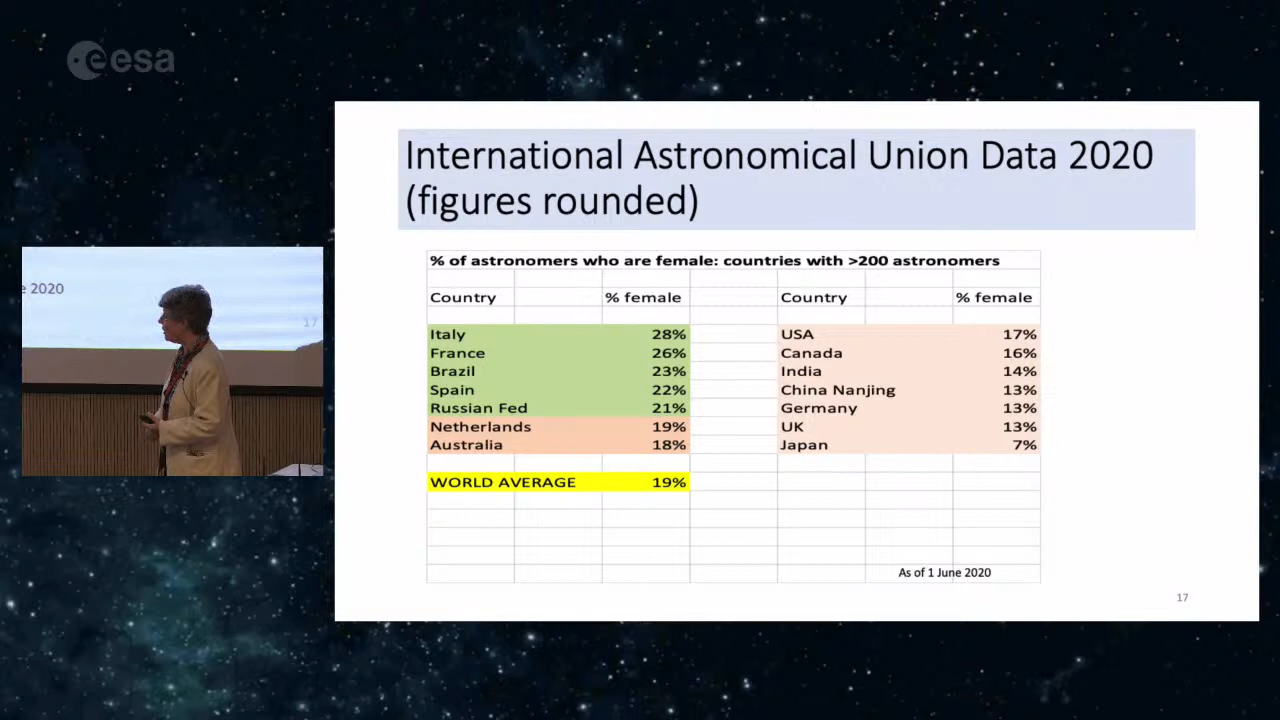 esa
International Astronomical Union Data 2020
(figures rounded)
% of astronomers who are female: countries with >200 astronomers
Country % female Country % female
Italy 28% USA 17%
France 26% Canada 16%
Brazil 23% India 14%
Spain 22% China Nanjing 13%
Russian Fed 21% Germany 13%
Netherlands 19% UK 13%
Australia 18% Japan 7%
WORLD AVERAGE 19%
As of 1 June 2020
17
e 2020
17